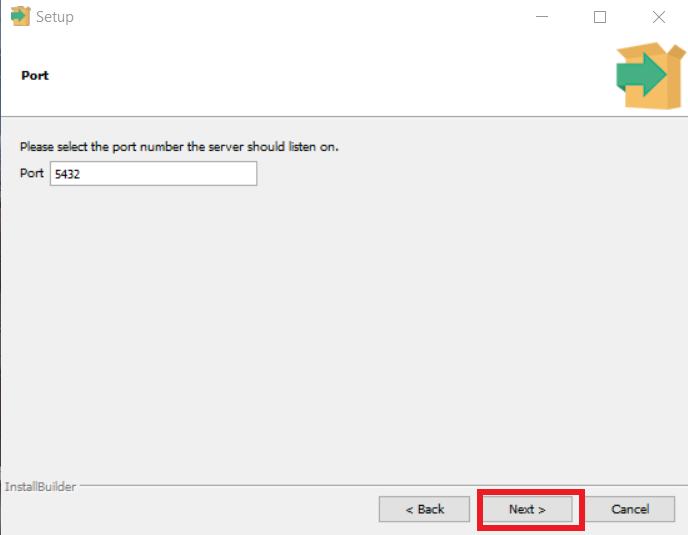 Setup
Port
Please select the port number the server should listen on.
Port 5432
InstallBuilder
< Back Next > Cancel